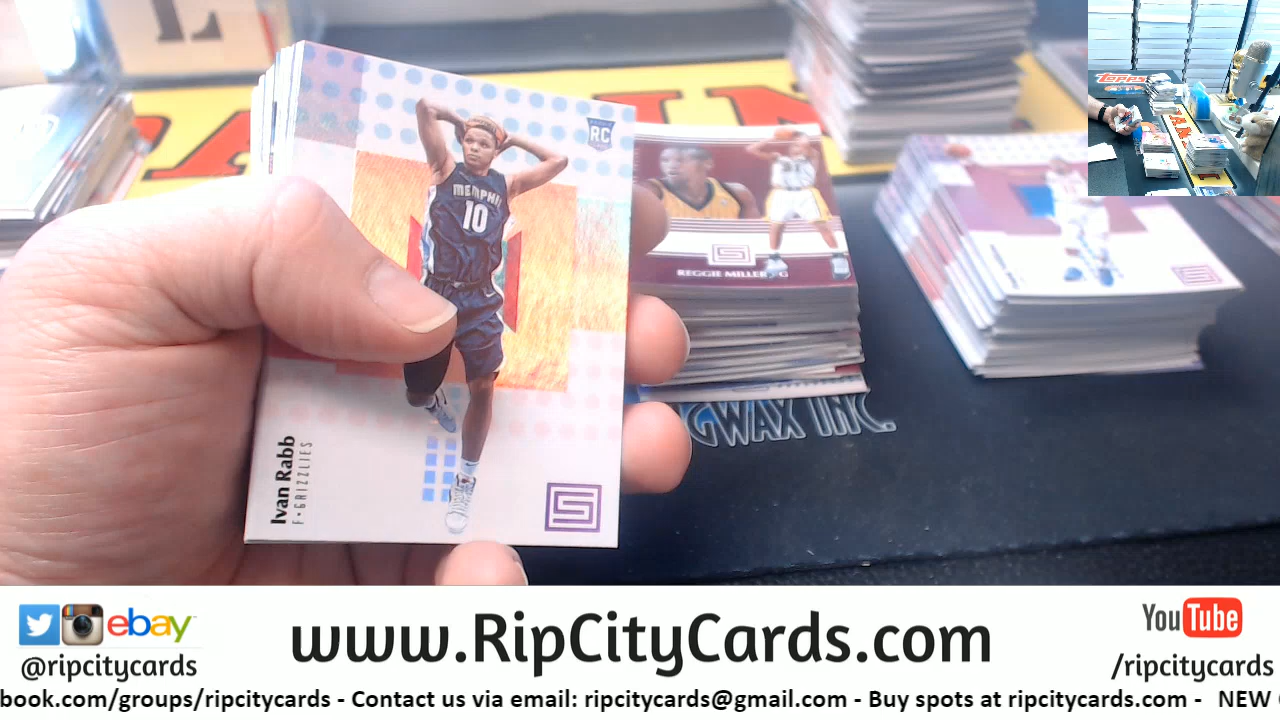 RC
MEMPHIS
10
Ivan Rabb
F • GRIZZLIES
REGGIE MILLER • G
GWAX INC.
topps
ebay
@ripcitycards
www.RipCityCards.com
YouTube
/ripcitycards
book.com/groups/ripcitycards - Contact us via email: ripcitycards@gmail.com - Buy spots at ripcitycards.com - NEW